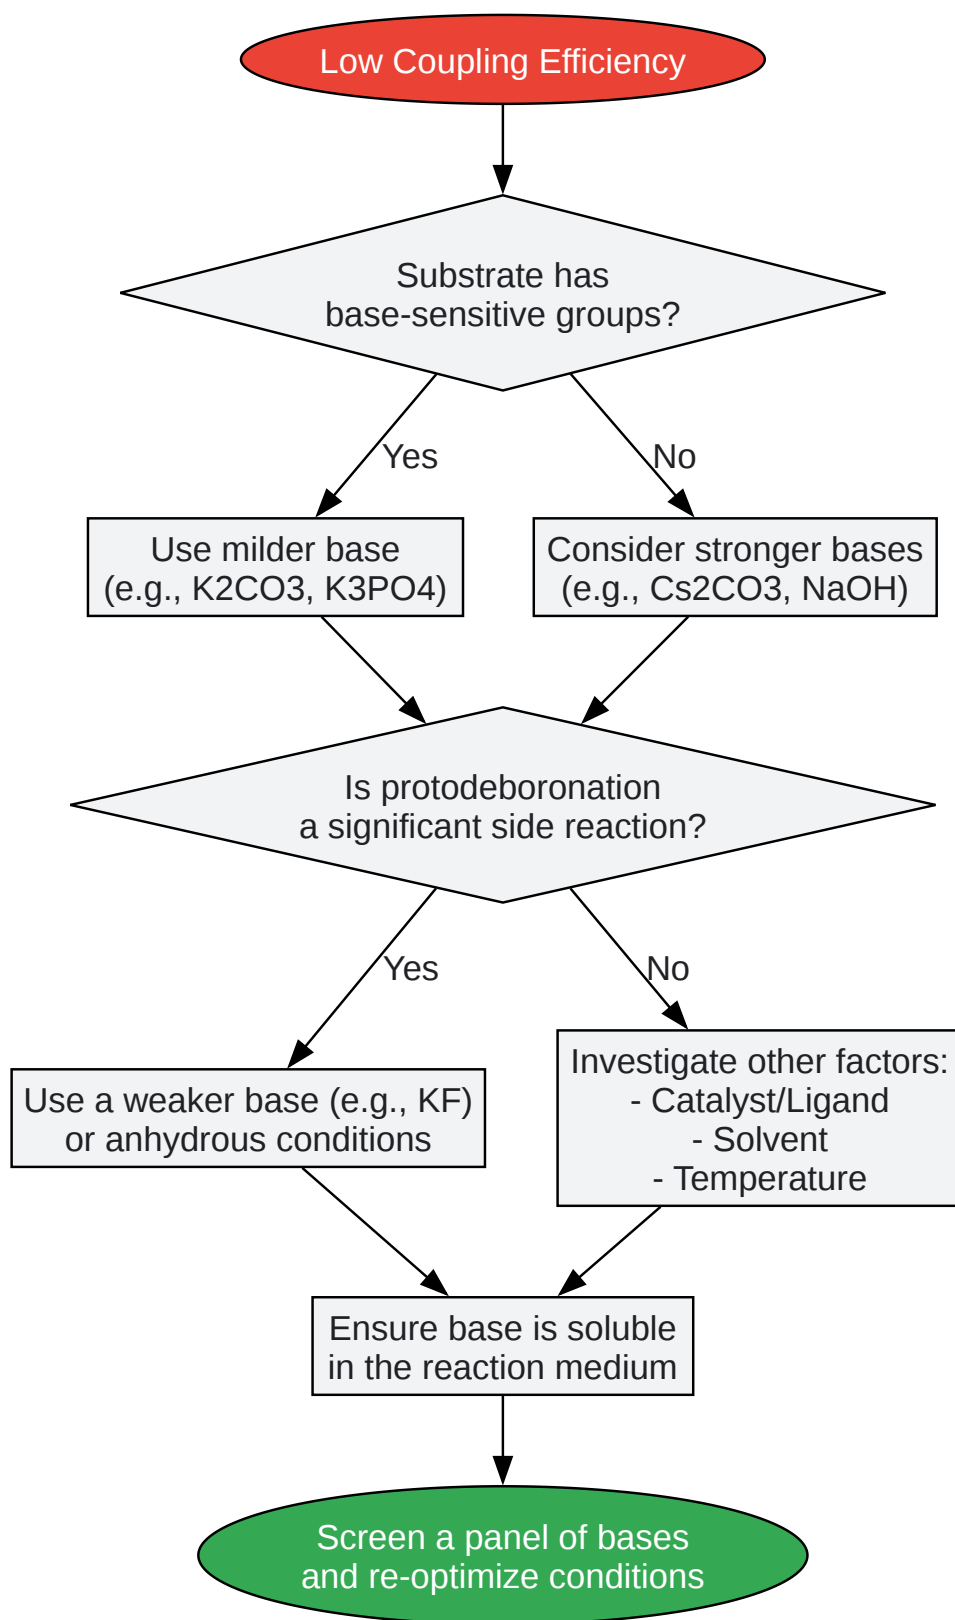 Low Coupling Efficiency
Substrate has
base-sensitive groups?
Yes
No
Use milder base
(e.g., K2CO3, K3PO4)
Consider stronger bases
(e.g., Cs2CO3, NaOH)
Is protodeboronation
a significant side reaction?
Yes
No
Use a weaker base (e.g., KF)
or anhydrous conditions
Investigate other factors:
- Catalyst/Ligand
- Solvent
- Temperature
Ensure base is soluble
in the reaction medium
Screen a panel of bases
and re-optimize conditions